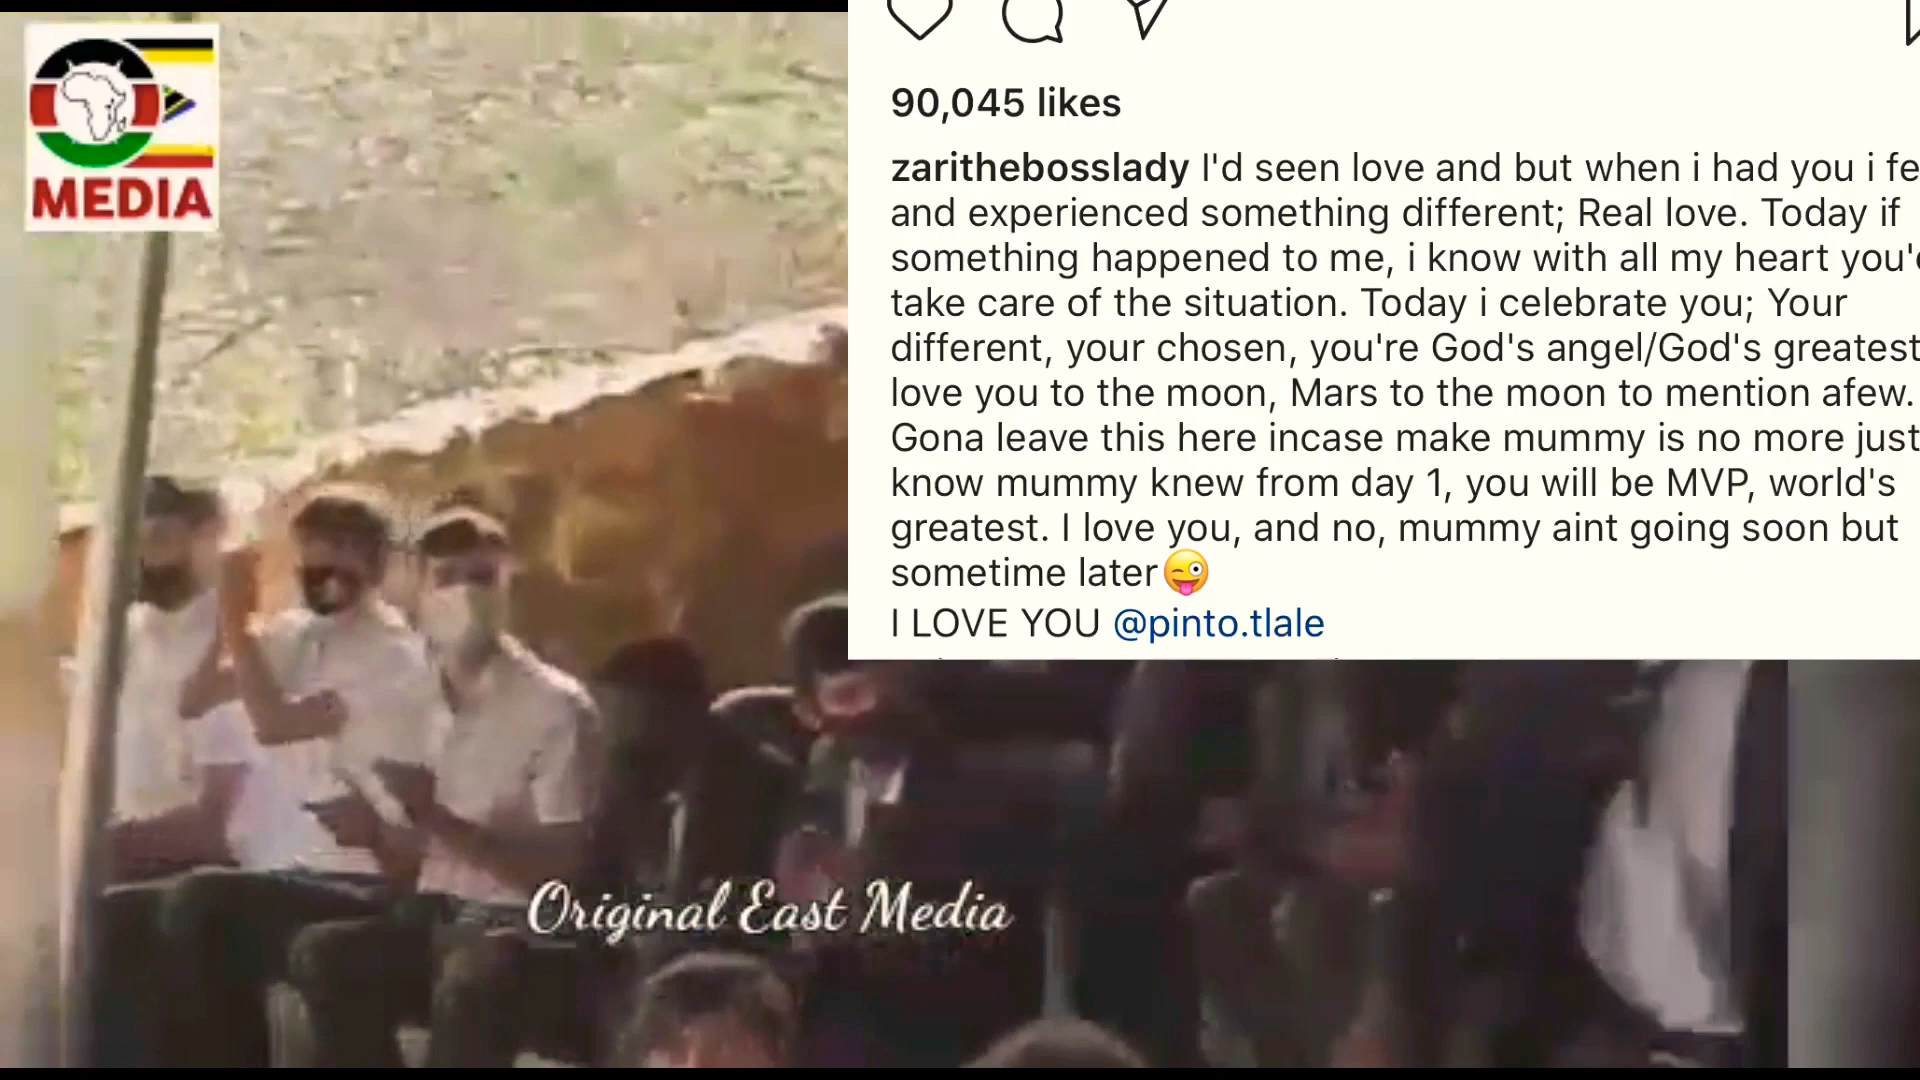 MEDIA
90,045 likes
zarithebosslady I'd seen love and but when i had you i fe
and experienced something different; Real love. Today if
something happened to me, i know with all my heart you'
take care of the situation. Today i celebrate you; Your
different, your chosen, you're God's angel/God's greatest
love you to the moon, Mars to the moon to mention afew.
Gona leave this here incase make mummy is no more just
know mummy knew from day 1, you will be MVP, world's
greatest. I love you, and no, mummy aint going soon but
sometime later😜
I LOVE YOU @pinto.tlale
Original East Media